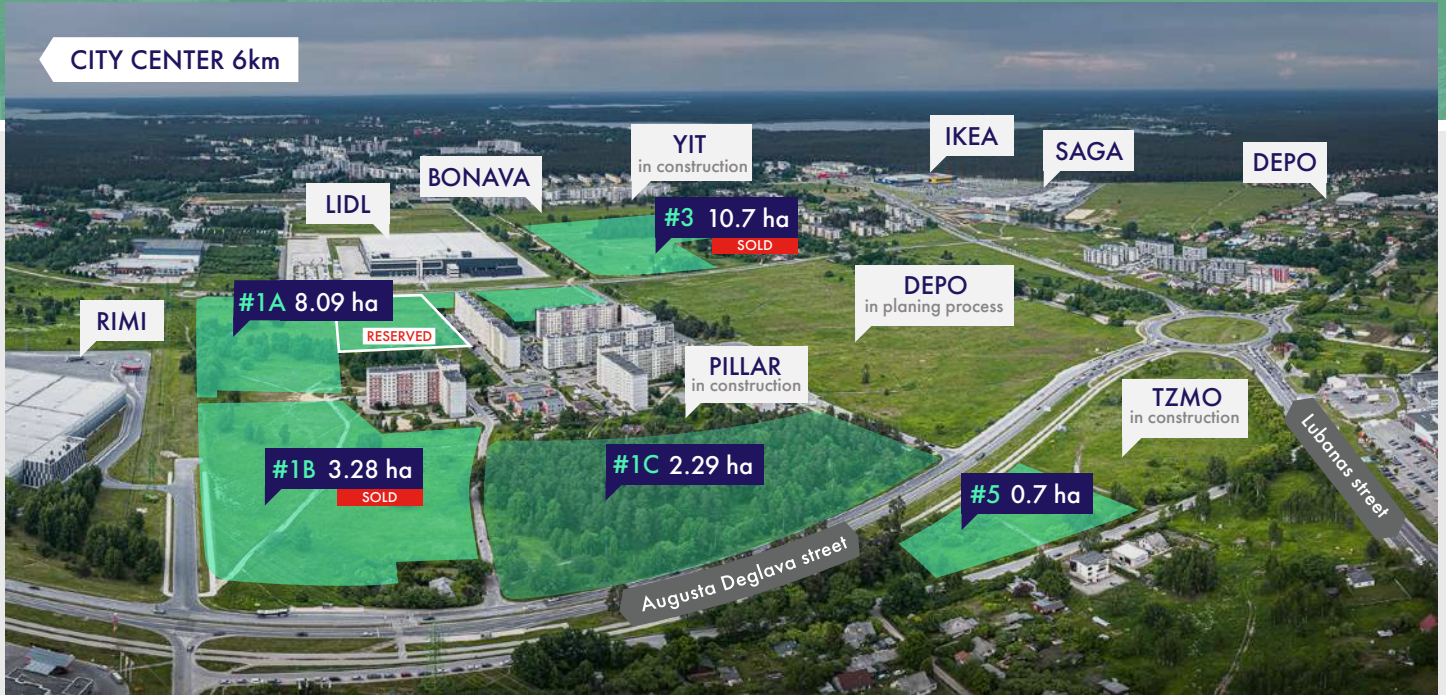 CITY CENTER 6km
YIT
in construction
IKEA
SAGA
DEPO
BONAVA
LIDL
#3 10.7 ha
SOLD
#1A 8.09 ha
RESERVED
RIMI
DEPO
in planing process
PILLAR
in construction
TZMO
in construction
Lubanas street
#1B 3.28 ha
SOLD
#1C 2.29 ha
#5 0.7 ha
Augusta Deglava street